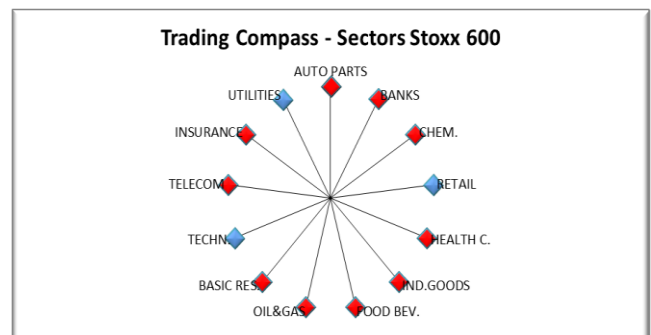 Trading Compass - Sectors Stoxx 600
AUTO PARTS
UTILITIES
BANKS
INSURANCE
CHEM.
TELECOM
RETAIL
TECHN.
HEALTH C.
BASIC RES.
IND.GOODS
OIL&GAS
FOOD BEV.